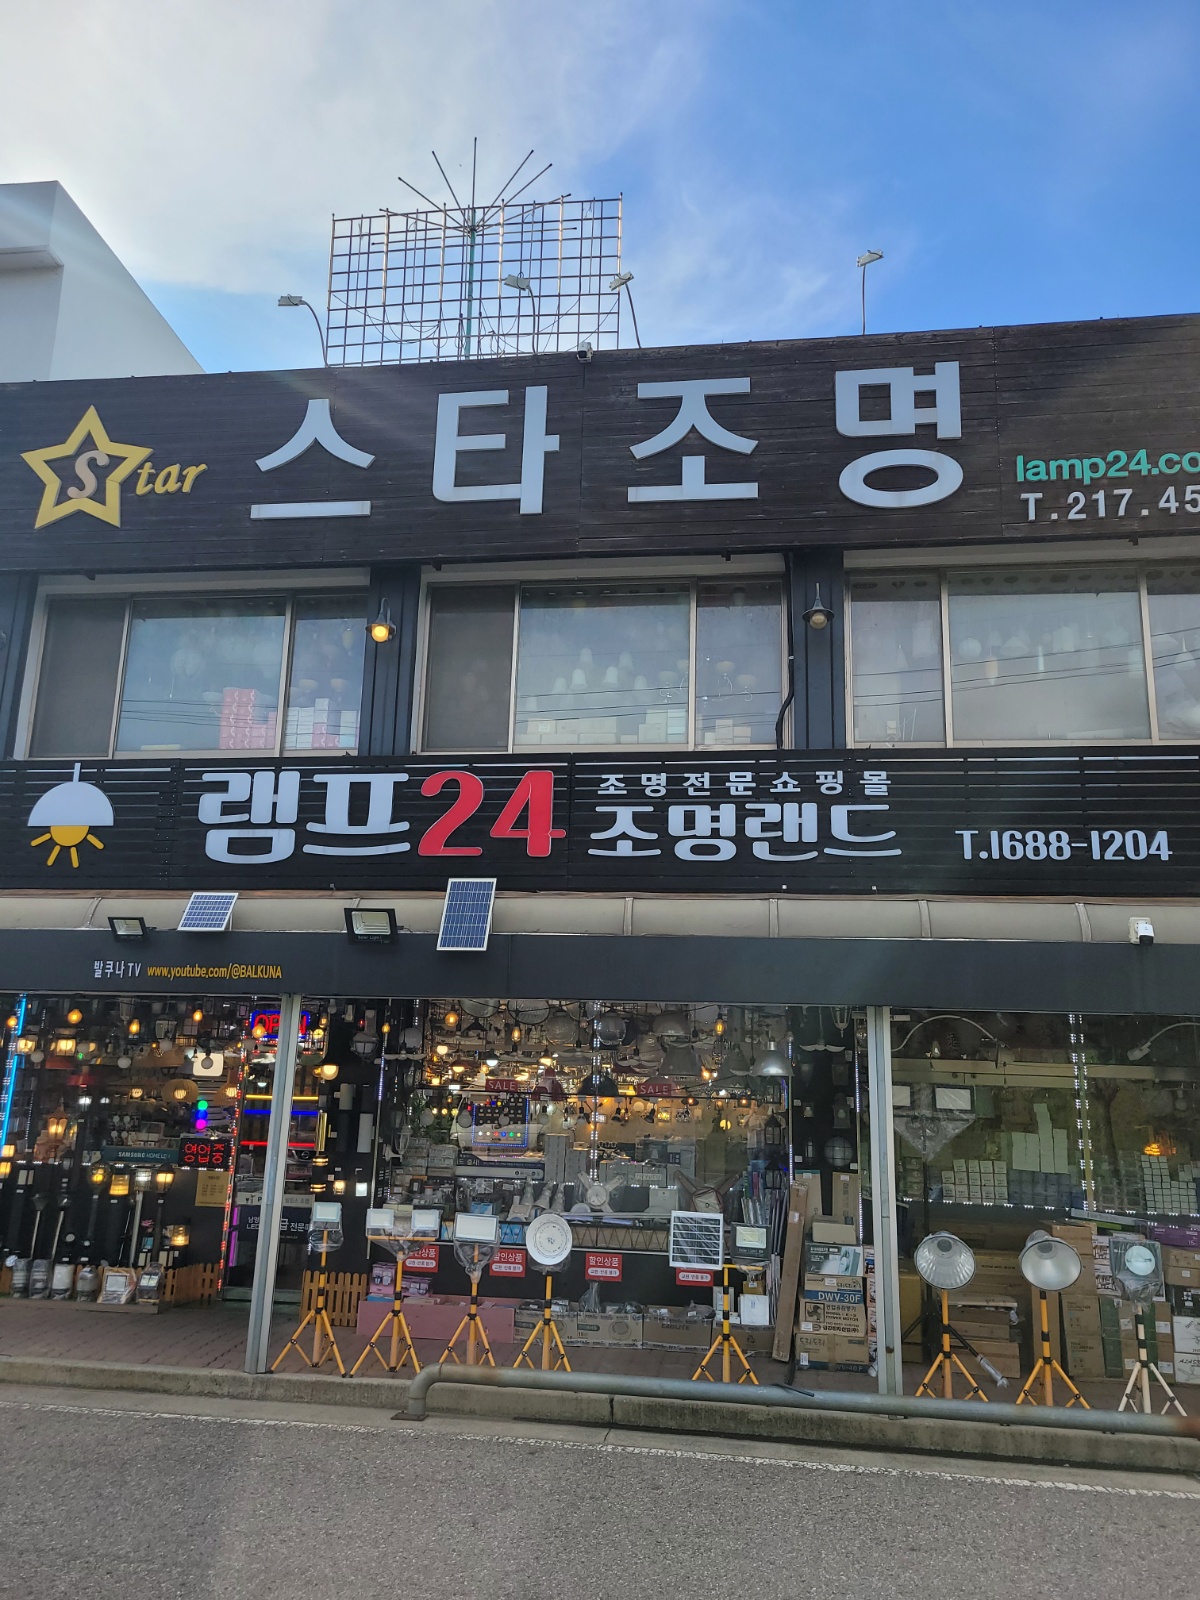 Star 스타조명
lamp24.co
T.217.45
램프24 조명전문쇼핑몰
조명랜드 T.1688-1204
발쿠나TV www.youtube.com/@BALKUNA
OPEN
SALE SALE
SAMSUNG
영업중
할인상품
할인상품
할인상품
DWV-30F